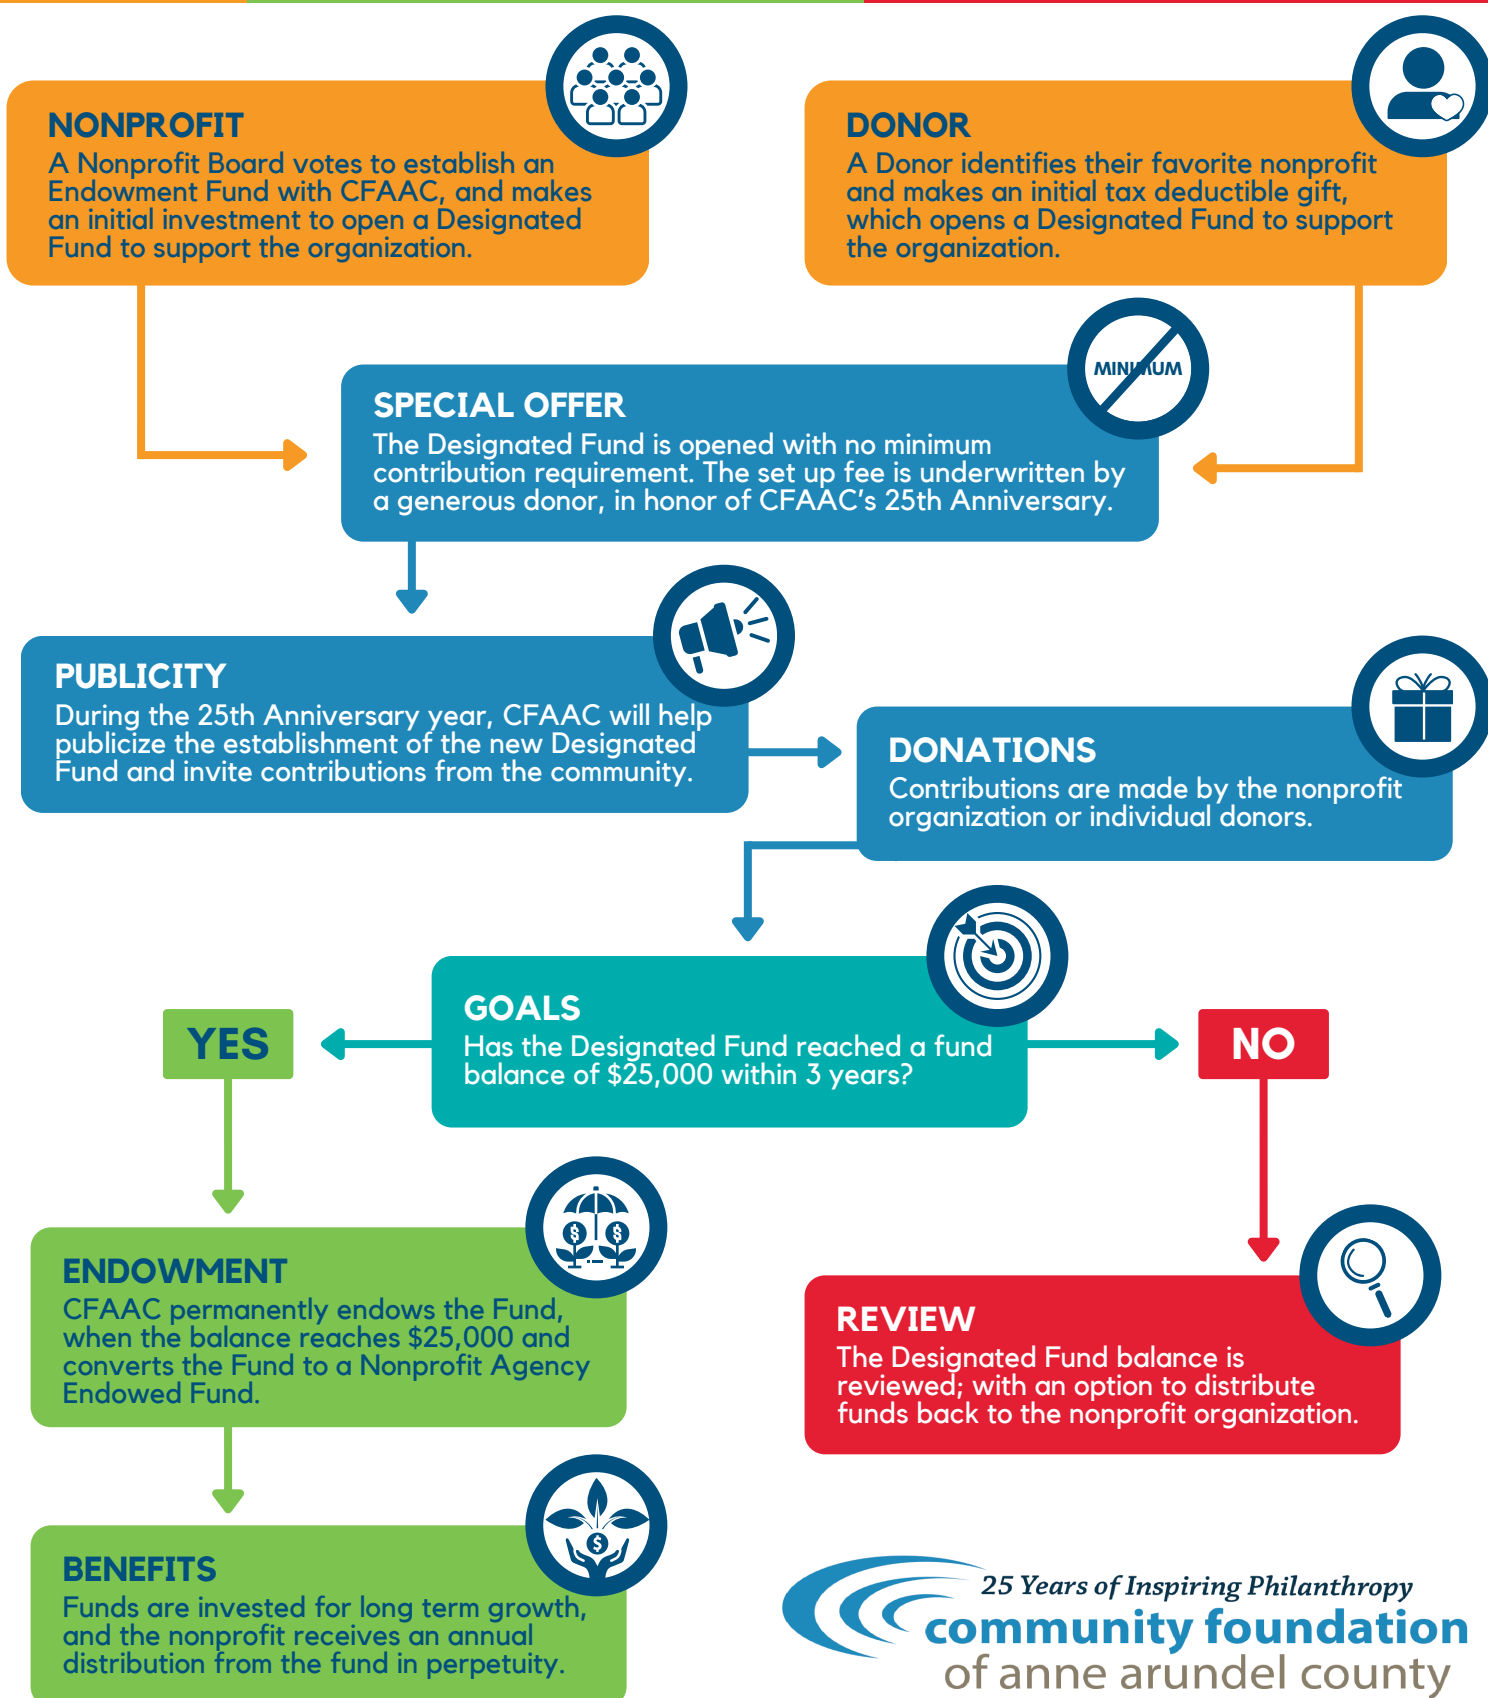 NONPROFIT
A Nonprofit Board votes to establish an
Endowment Fund with CFAAC, and makes
an initial investment to open a Designated
Fund to support the organization.
DONOR
A Donor identifies their favorite nonprofit
and makes an initial tax deductible gift,
which opens a Designated Fund to support
the organization.
MINIMUM
SPECIAL OFFER
The Designated Fund is opened with no minimum
contribution requirement. The set up fee is underwritten by
a generous donor, in honor of CFAAC's 25th Anniversary.
PUBLICITY
During the 25th Anniversary year, CFAAC will help
publicize the establishment of the new Designated
Fund and invite contributions from the community.
DONATIONS
Contributions are made by the nonprofit
organization or individual donors.
GOALS
Has the Designated Fund reached a fund
balance of $25,000 within 3 years?
YES
NO
ENDOWMENT
CFAAC permanently endows the Fund,
when the balance reaches $25,000 and
converts the Fund to a Nonprofit Agency
Endowed Fund.
REVIEW
The Designated Fund balance is
reviewed; with an option to distribute
funds back to the nonprofit organization.
BENEFITS
Funds are invested for long term growth,
and the nonprofit receives an annual
distribution from the fund in perpetuity.
25 Years of Inspiring Philanthropy
community foundation
of anne arundel county